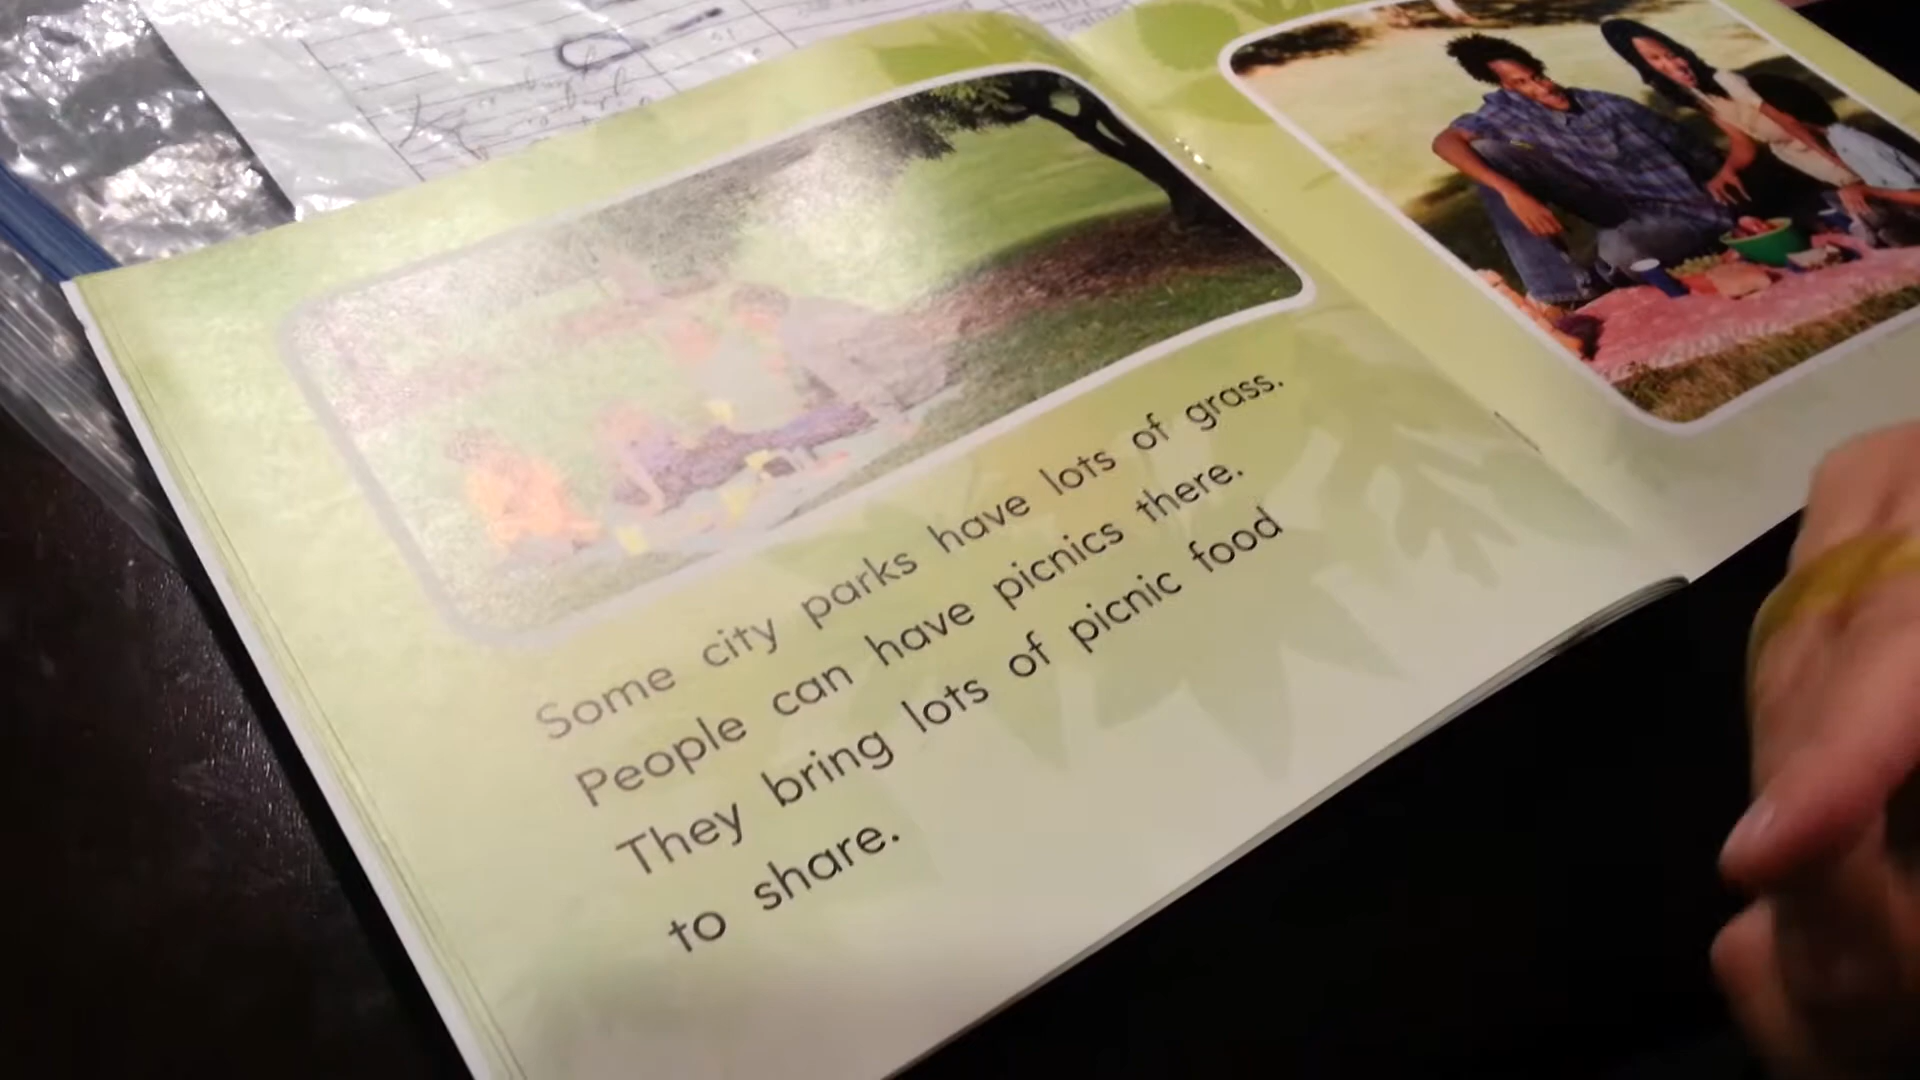 Some city parks have lots of grass.
People can have picnics there.
They bring lots of picnic food
to share.